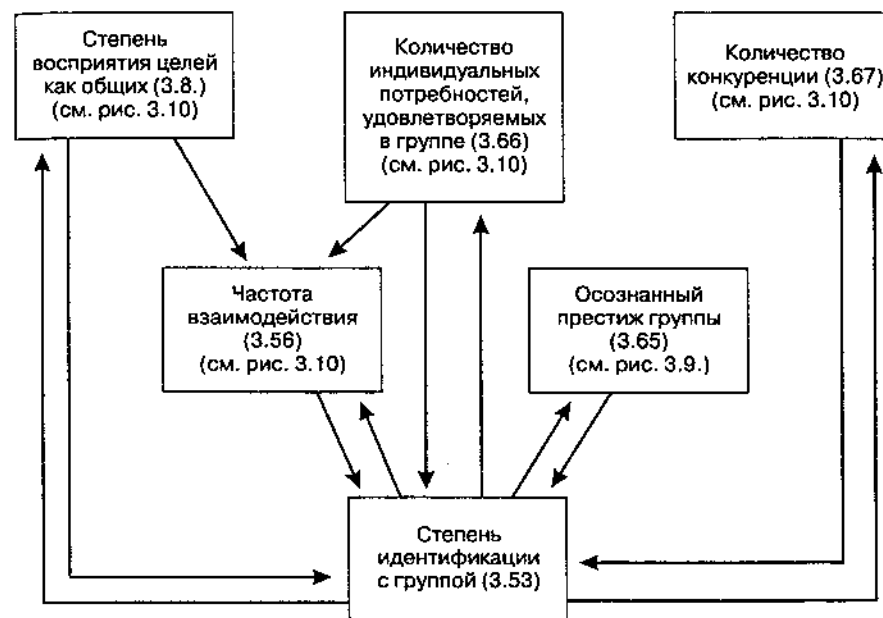 Степень
восприятия целей
как общих (3.8.)
(см. рис. 3.10)
Количество
индивидуальных
потребностей,
удовлетворяемых
в группе (3.66)
(см. рис. 3.10)
Количество
конкуренции (3.67)
(см. рис. 3.10)
Частота
взаимодействия
(3.56)
(см. рис. 3.10)
Осознанный
престиж группы
(3.65)
(см. рис. 3.9.)
Степень
идентификации
с группой (3.53)